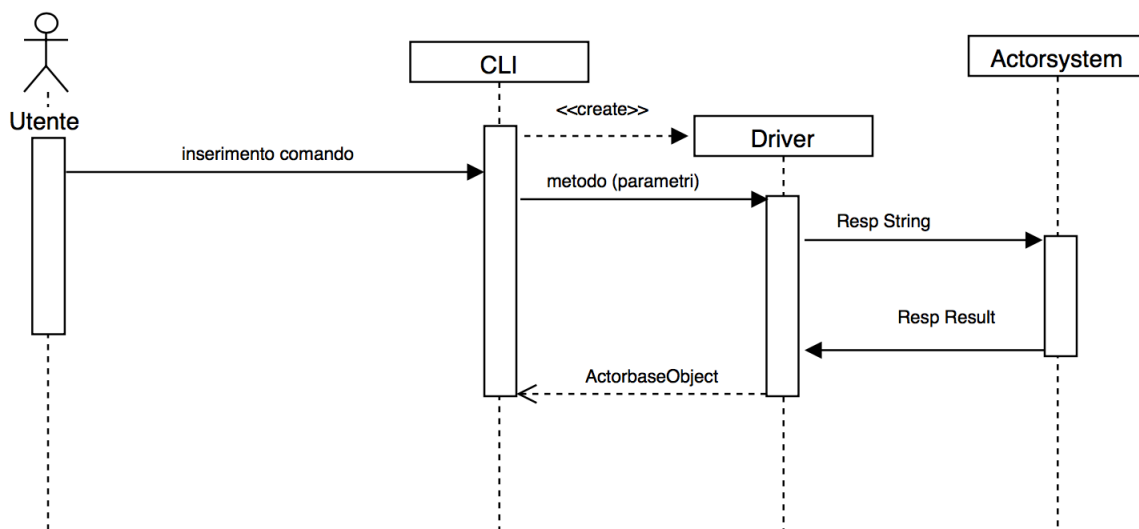 CLI
Actorsystem
Utente
<<create>>
Driver
inserimento comando
metodo (parametri)
Resp String
Resp Result
ActorbaseObject